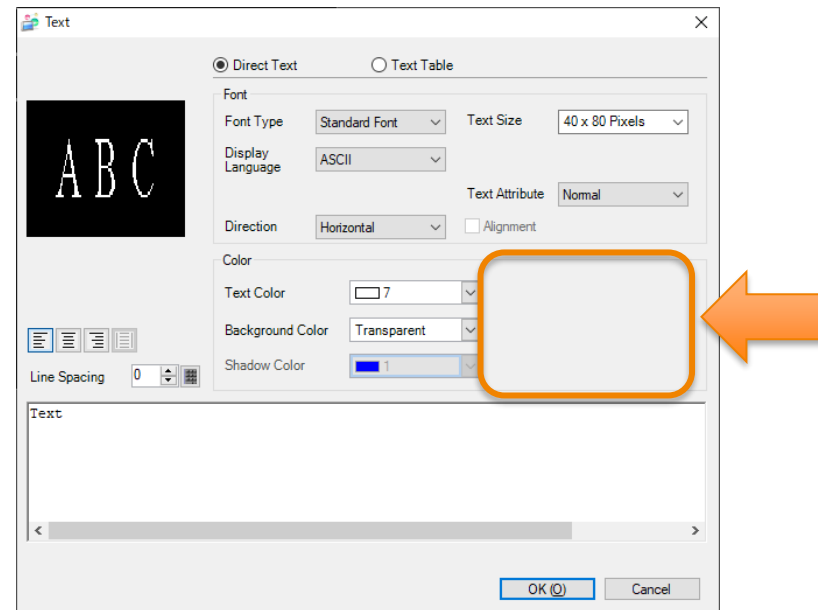 Text
Direct Text
Text Table
Font
Font Type
Standard Font
Text Size
40 x 80 Pixels
Display
Language
ASCII
Text Attribute
Normal
Direction
Horizontal
Alignment
ABC
Color
Text Color
7
Background Color
Transparent
Shadow Color
1
Line Spacing
0
Text
OK (O)
Cancel